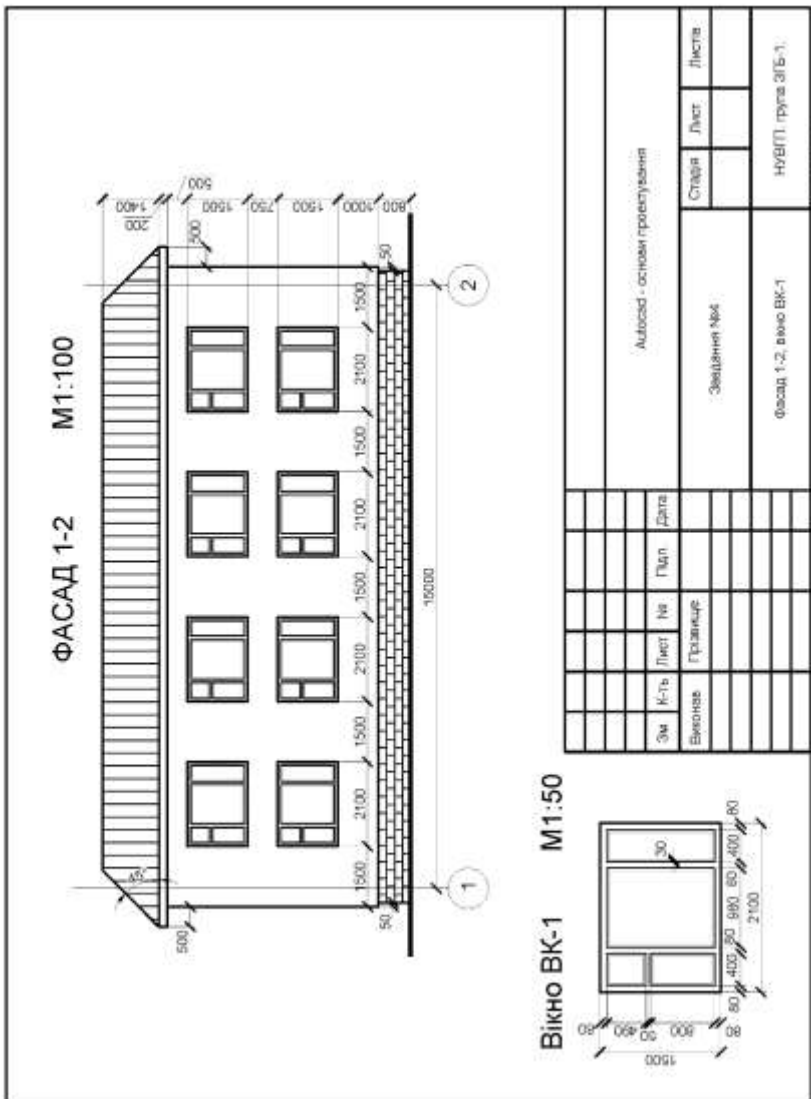 ФАСАД 1-2 М1:100
1400
200
500
1500
750
1500
1000
800
500
500
45°
50
50
1500 2100 1500 2100 1500 2100 1500 2100 1500
15000
1 2
Вікно ВК-1 М1:50
80
490
800
80
1500
30
80 400 80 980 80 400 80
2100
Зм К-ть Лист № Підп Дата
Виконав Прізвище
Autocad - основи проектування
Завдання №4
Стадія Лист Листів
Фасад 1-2, вікно ВК-1
НУВГП. група ЗПБ-1.